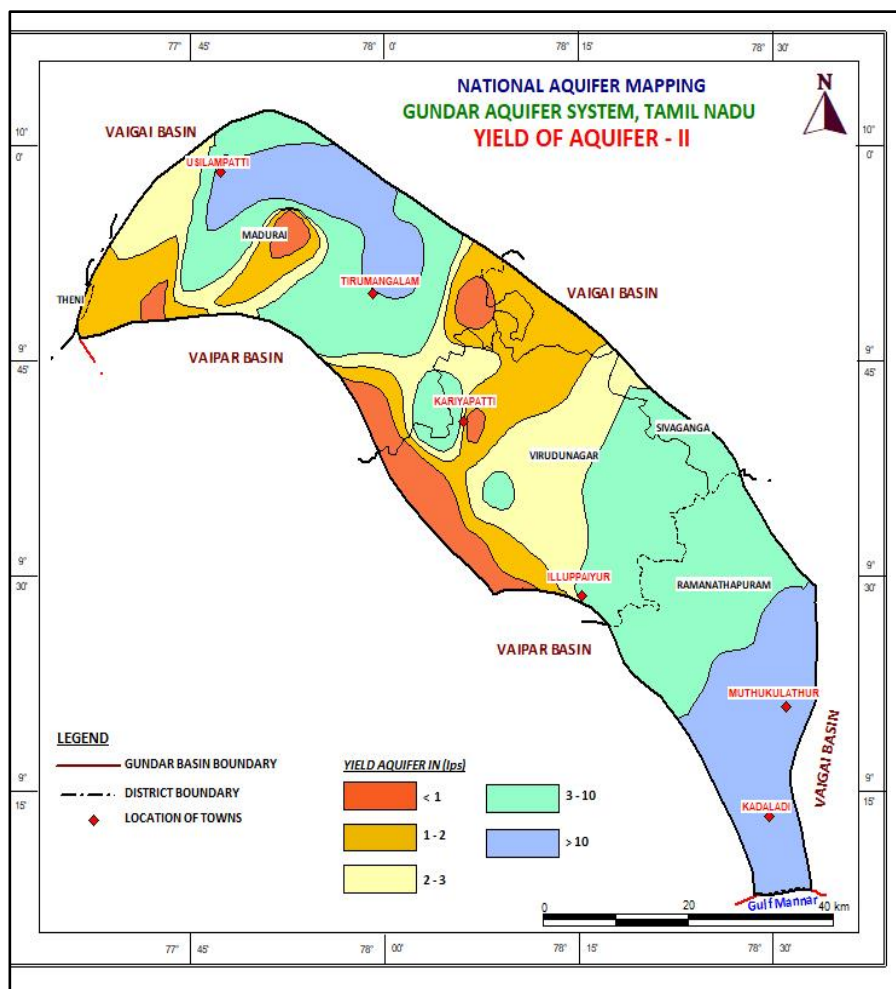 77°
45'
78°
0'
78°
15'
78°
30'
NATIONAL AQUIFER MAPPING
GUNDAR AQUIFER SYSTEM, TAMIL NADU
YIELD OF AQUIFER - II
N
10°
0'
10°
0'
VAIGAI BASIN
USILAMPATTI
MADURAI
TIRUMANGALAM
THENI
VAIGAI BASIN
VAIPAR BASIN
9°
45'
9°
45'
KARIYAPATTI
SIVAGANGA
VIRUDUNAGAR
9°
30'
9°
30'
ILLUPPAIYUR
RAMANATHAPURAM
VAIPAR BASIN
MUTHUKULATHUR
VAIGAI BASIN
9°
15'
9°
15'
KADALADI
Gulf Mannar
LEGEND
GUNDAR BASIN BOUNDARY
DISTRICT BOUNDARY
LOCATION OF TOWNS
YIELD AQUIFER IN (lps)
< 1
1 - 2
2 - 3
3 - 10
> 10
0
20
40 km
77°
45'
78°
00'
78°
15'
78°
30'